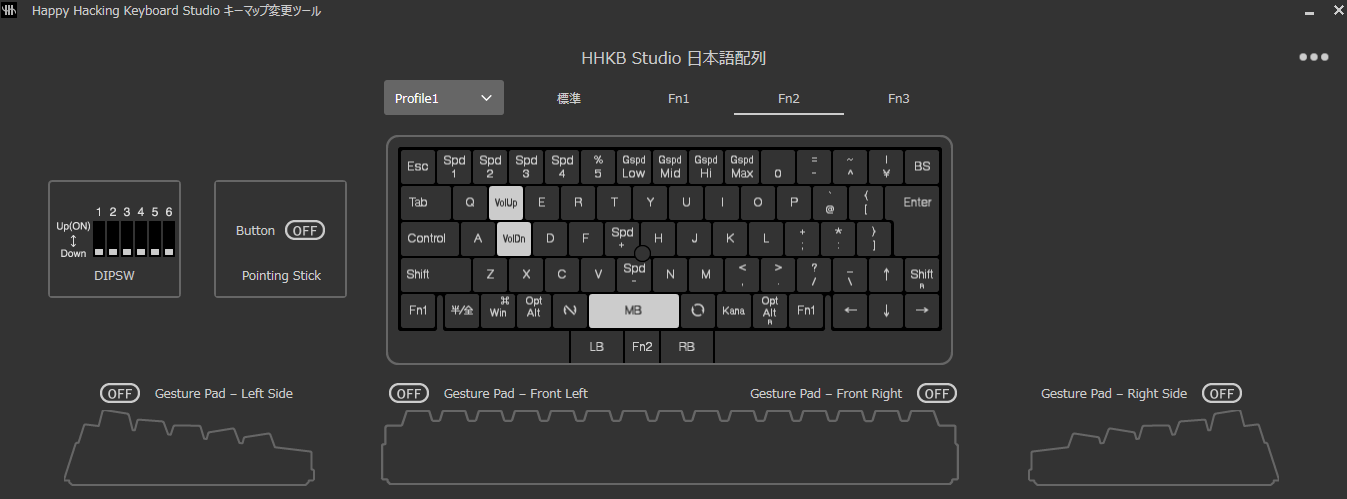 Happy Hacking Keyboard Studio キーマップ変更ツール
HHKB Studio 日本語配列
Profile1 標準 Fn1 Fn2 Fn3
Esc Spd 1 Spd 2 Spd 3 Spd 4 % 5 Gspd Low Gspd Mid Gspd Hi Gspd Max 0 = - ~ ^ | ¥ BS
Tab Q VolUp E R T Y U I O P ` @ { [ Enter
Control A VolDn D F Spd + H J K L + ; * : } ]
Shift Z X C V Spd - N M < , > . ? / _ \ ↑ Shift R
Fn1 半/全 ⌘ Win Opt Alt MB Kana Opt Alt R Fn1 ← ↓ →
LB Fn2 RB
1 2 3 4 5 6
Up(ON)
↕
Down
DIPSW
Button OFF
Pointing Stick
OFF Gesture Pad – Left Side
OFF Gesture Pad – Front Left
Gesture Pad – Front Right OFF
Gesture Pad – Right Side OFF